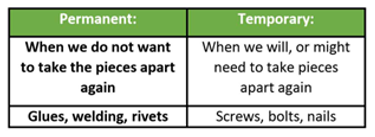 Permanent:
Temporary:
When we do not want
to take the pieces apart
again
When we will, or might
need to take pieces
apart again
Glues, welding, rivets
Screws, bolts, nails